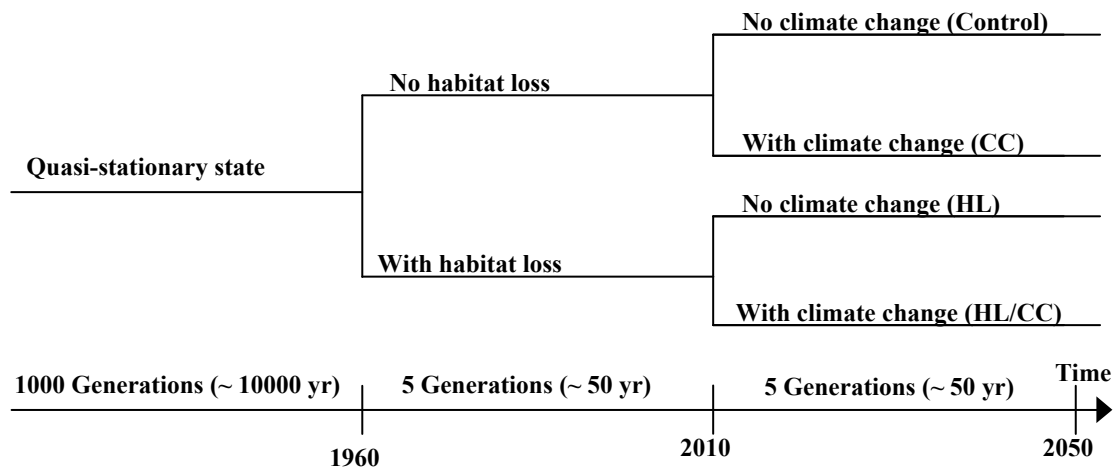 No climate change (Control)
No habitat loss
With climate change (CC)
Quasi-stationary state
No climate change (HL)
With habitat loss
With climate change (HL/CC)
1000 Generations (~ 10000 yr)
5 Generations (~ 50 yr)
5 Generations (~ 50 yr)
Time
1960
2010
2050